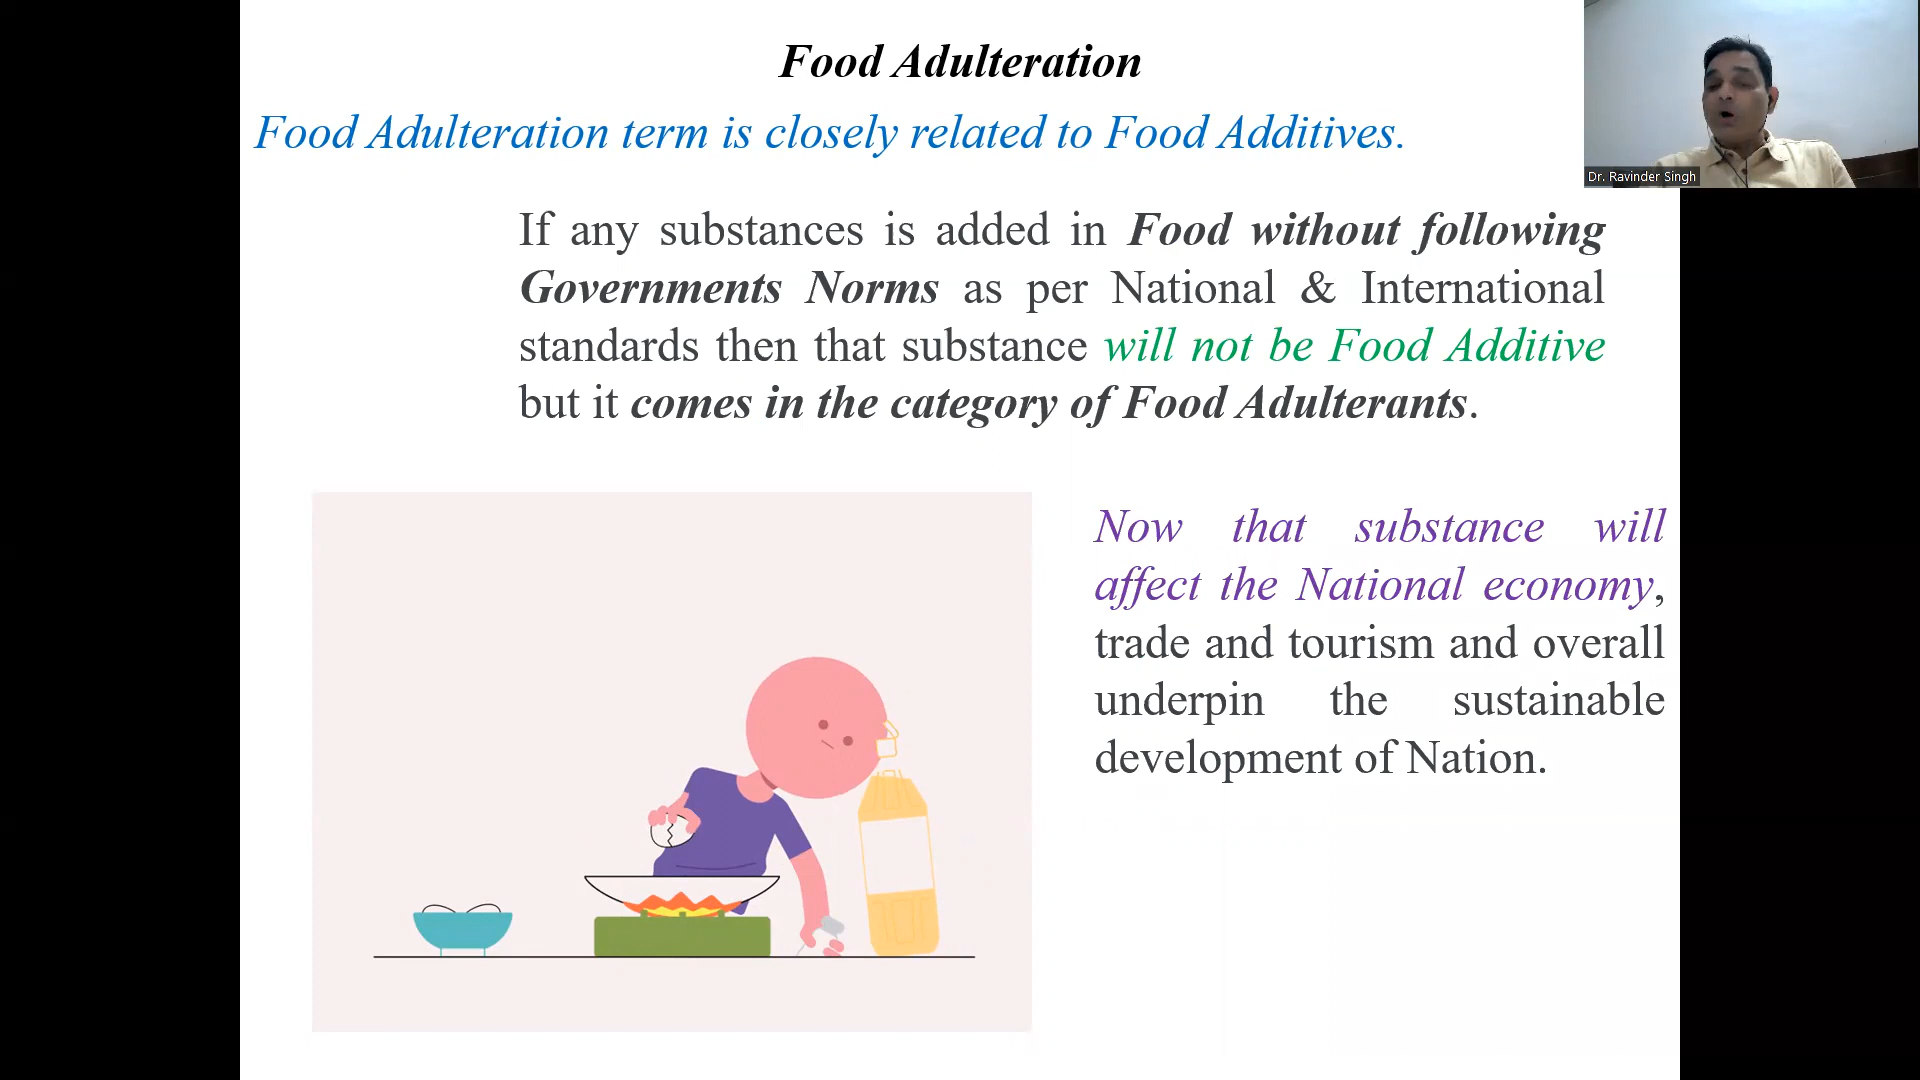 Food Adulteration
Food Adulteration term is closely related to Food Additives.
Dr. Ravinder Singh
If any substances is added in Food without following
Governments Norms as per National & International
standards then that substance will not be Food Additive
but it comes in the category of Food Adulterants.
Now that substance will
affect the National economy,
trade and tourism and overall
underpin the sustainable
development of Nation.